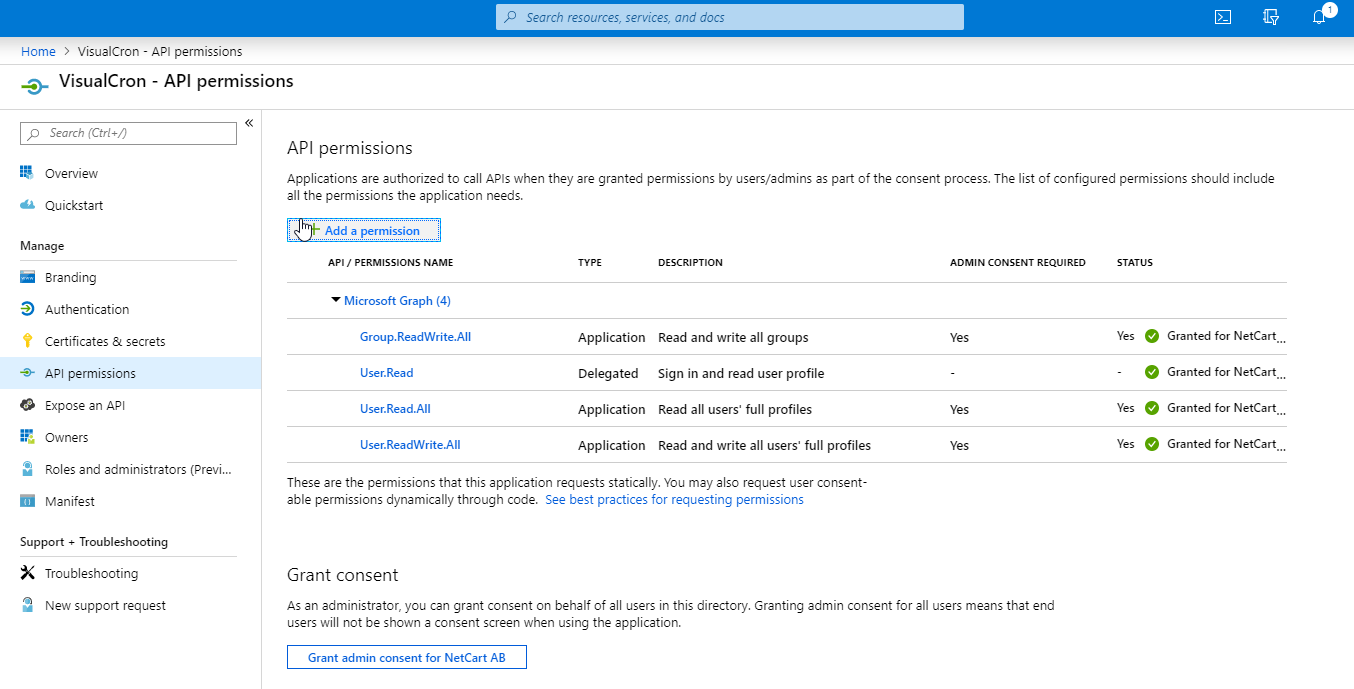 Search resources, services, and docs
1
Home > VisualCron - API permissions
VisualCron - API permissions
Search (Ctrl+/)
«
Overview
Quickstart
Manage
Branding
Authentication
Certificates & secrets
API permissions
Expose an API
Owners
Roles and administrators (Previ...
Manifest
Support + Troubleshooting
Troubleshooting
New support request
API permissions
Applications are authorized to call APIs when they are granted permissions by users/admins as part of the consent process. The list of configured permissions should include
all the permissions the application needs.
+ Add a permission
API / PERMISSIONS NAME TYPE DESCRIPTION ADMIN CONSENT REQUIRED STATUS
Microsoft Graph (4)
Group.ReadWrite.All Application Read and write all groups Yes Yes Granted for NetCart...
User.Read Delegated Sign in and read user profile - - Granted for NetCart...
User.Read.All Application Read all users' full profiles Yes Yes Granted for NetCart...
User.ReadWrite.All Application Read and write all users' full profiles Yes Yes Granted for NetCart...
These are the permissions that this application requests statically. You may also request user consent-
able permissions dynamically through code. See best practices for requesting permissions
Grant consent
As an administrator, you can grant consent on behalf of all users in this directory. Granting admin consent for all users means that end
users will not be shown a consent screen when using the application.
Grant admin consent for NetCart AB